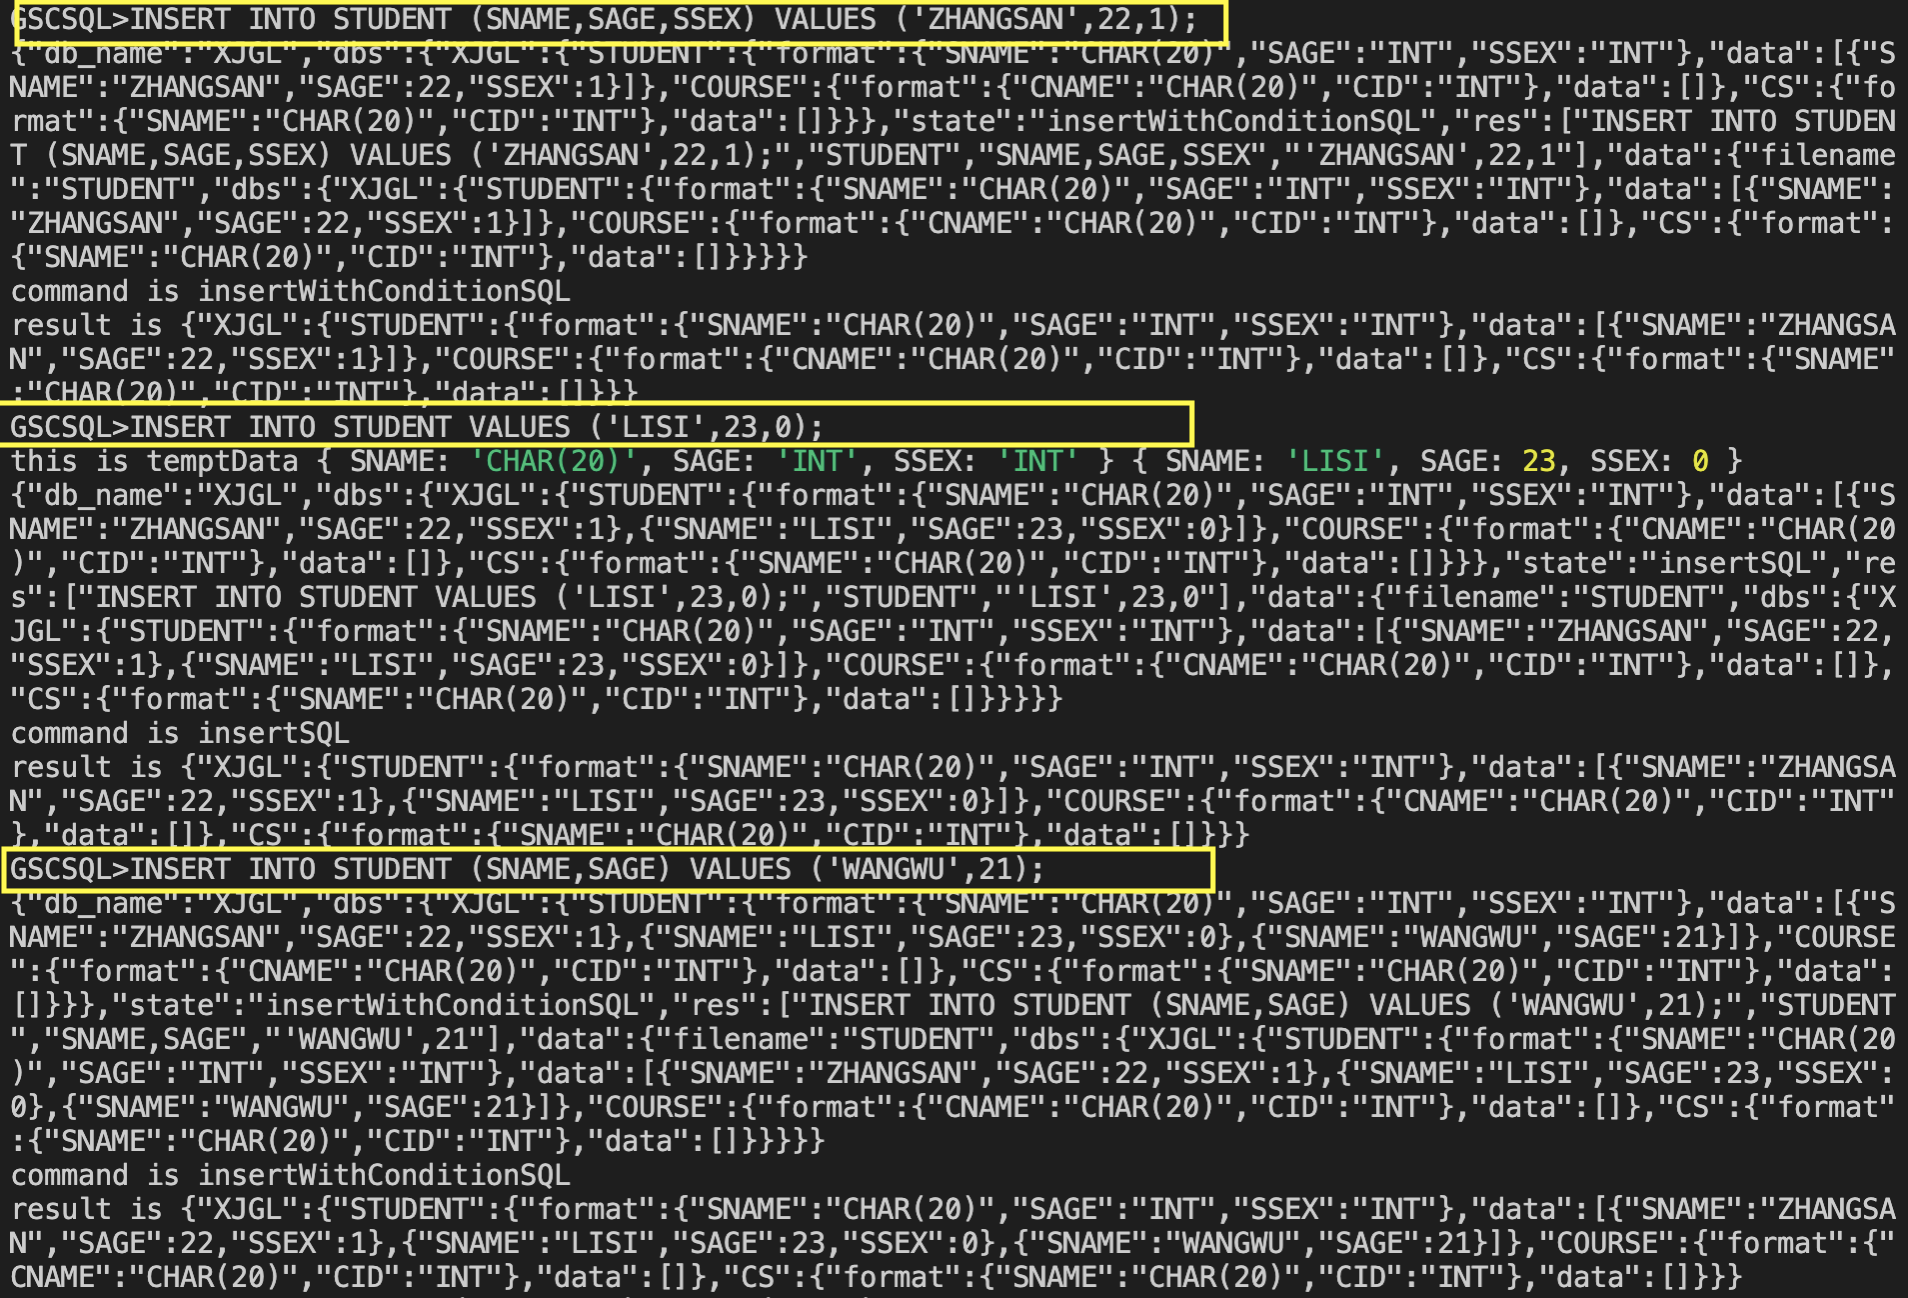 GSCSQL>INSERT INTO STUDENT (SNAME,SAGE,SSEX) VALUES ('ZHANGSAN',22,1);
{"db_name":"XJGL","dbs":{"XJGL":{"STUDENT":{"format":{"SNAME":"CHAR(20)","SAGE":"INT","SSEX":"INT"},"data":[{"S
NAME":"ZHANGSAN","SAGE":22,"SSEX":1}]},"COURSE":{"format":{"CNAME":"CHAR(20)","CID":"INT"},"data":[]},"CS":{"fo
rmat":{"SNAME":"CHAR(20)","CID":"INT"},"data":[]}}},"state":"insertWithConditionSQL","res":["INSERT INTO STUDEN
T (SNAME,SAGE,SSEX) VALUES ('ZHANGSAN',22,1);","STUDENT","SNAME,SAGE,SSEX","'ZHANGSAN',22,1"],"data":{"filename
":"STUDENT","dbs":{"XJGL":{"STUDENT":{"format":{"SNAME":"CHAR(20)","SAGE":"INT","SSEX":"INT"},"data":[{"SNAME":
"ZHANGSAN","SAGE":22,"SSEX":1}]},"COURSE":{"format":{"CNAME":"CHAR(20)","CID":"INT"},"data":[]},"CS":{"format":
{"SNAME":"CHAR(20)","CID":"INT"},"data":[]}}}}}
command is insertWithConditionSQL
result is {"XJGL":{"STUDENT":{"format":{"SNAME":"CHAR(20)","SAGE":"INT","SSEX":"INT"},"data":[{"SNAME":"ZHANGSA
N","SAGE":22,"SSEX":1}]},"COURSE":{"format":{"CNAME":"CHAR(20)","CID":"INT"},"data":[]},"CS":{"format":{"SNAME"
:"CHAR(20)","CID":"INT"},"data":[]}}}
GSCSQL>INSERT INTO STUDENT VALUES ('LISI',23,0);
this is temptData { SNAME: 'CHAR(20)', SAGE: 'INT', SSEX: 'INT' } { SNAME: 'LISI', SAGE: 23, SSEX: 0 }
{"db_name":"XJGL","dbs":{"XJGL":{"STUDENT":{"format":{"SNAME":"CHAR(20)","SAGE":"INT","SSEX":"INT"},"data":[{"S
NAME":"ZHANGSAN","SAGE":22,"SSEX":1},{"SNAME":"LISI","SAGE":23,"SSEX":0}]},"COURSE":{"format":{"CNAME":"CHAR(20
)","CID":"INT"},"data":[]},"CS":{"format":{"SNAME":"CHAR(20)","CID":"INT"},"data":[]}}},"state":"insertSQL","re
s":["INSERT INTO STUDENT VALUES ('LISI',23,0);","STUDENT","'LISI',23,0"],"data":{"filename":"STUDENT","dbs":{"X
JGL":{"STUDENT":{"format":{"SNAME":"CHAR(20)","SAGE":"INT","SSEX":"INT"},"data":[{"SNAME":"ZHANGSAN","SAGE":22,
"SSEX":1},{"SNAME":"LISI","SAGE":23,"SSEX":0}]},"COURSE":{"format":{"CNAME":"CHAR(20)","CID":"INT"},"data":[]},
"CS":{"format":{"SNAME":"CHAR(20)","CID":"INT"},"data":[]}}}}}
command is insertSQL
result is {"XJGL":{"STUDENT":{"format":{"SNAME":"CHAR(20)","SAGE":"INT","SSEX":"INT"},"data":[{"SNAME":"ZHANGSA
N","SAGE":22,"SSEX":1},{"SNAME":"LISI","SAGE":23,"SSEX":0}]},"COURSE":{"format":{"CNAME":"CHAR(20)","CID":"INT"
},"data":[]},"CS":{"format":{"SNAME":"CHAR(20)","CID":"INT"},"data":[]}}}
GSCSQL>INSERT INTO STUDENT (SNAME,SAGE) VALUES ('WANGWU',21);
{"db_name":"XJGL","dbs":{"XJGL":{"STUDENT":{"format":{"SNAME":"CHAR(20)","SAGE":"INT","SSEX":"INT"},"data":[{"S
NAME":"ZHANGSAN","SAGE":22,"SSEX":1},{"SNAME":"LISI","SAGE":23,"SSEX":0},{"SNAME":"WANGWU","SAGE":21}]},"COURSE
":{"format":{"CNAME":"CHAR(20)","CID":"INT"},"data":[]},"CS":{"format":{"SNAME":"CHAR(20)","CID":"INT"},"data":
[]}}},"state":"insertWithConditionSQL","res":["INSERT INTO STUDENT (SNAME,SAGE) VALUES ('WANGWU',21);","STUDENT
","SNAME,SAGE","'WANGWU',21"],"data":{"filename":"STUDENT","dbs":{"XJGL":{"STUDENT":{"format":{"SNAME":"CHAR(20
)","SAGE":"INT","SSEX":"INT"},"data":[{"SNAME":"ZHANGSAN","SAGE":22,"SSEX":1},{"SNAME":"LISI","SAGE":23,"SSEX":
0},{"SNAME":"WANGWU","SAGE":21}]},"COURSE":{"format":{"CNAME":"CHAR(20)","CID":"INT"},"data":[]},"CS":{"format"
:{"SNAME":"CHAR(20)","CID":"INT"},"data":[]}}}}}
command is insertWithConditionSQL
result is {"XJGL":{"STUDENT":{"format":{"SNAME":"CHAR(20)","SAGE":"INT","SSEX":"INT"},"data":[{"SNAME":"ZHANGSA
N","SAGE":22,"SSEX":1},{"SNAME":"LISI","SAGE":23,"SSEX":0},{"SNAME":"WANGWU","SAGE":21}]},"COURSE":{"format":{"
CNAME":"CHAR(20)","CID":"INT"},"data":[]},"CS":{"format":{"SNAME":"CHAR(20)","CID":"INT"},"data":[]}}}